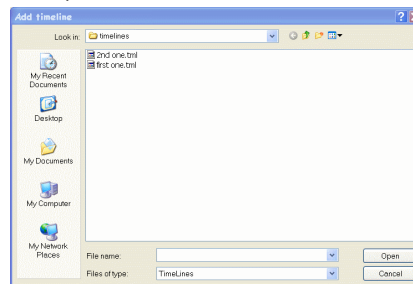 Add timeline
Look in: timelines
2nd one.tml
first one.tml
My Recent
Documents
Desktop
My Documents
My Computer
My Network
Places
File name:
Open
Files of type: TimeLines
Cancel